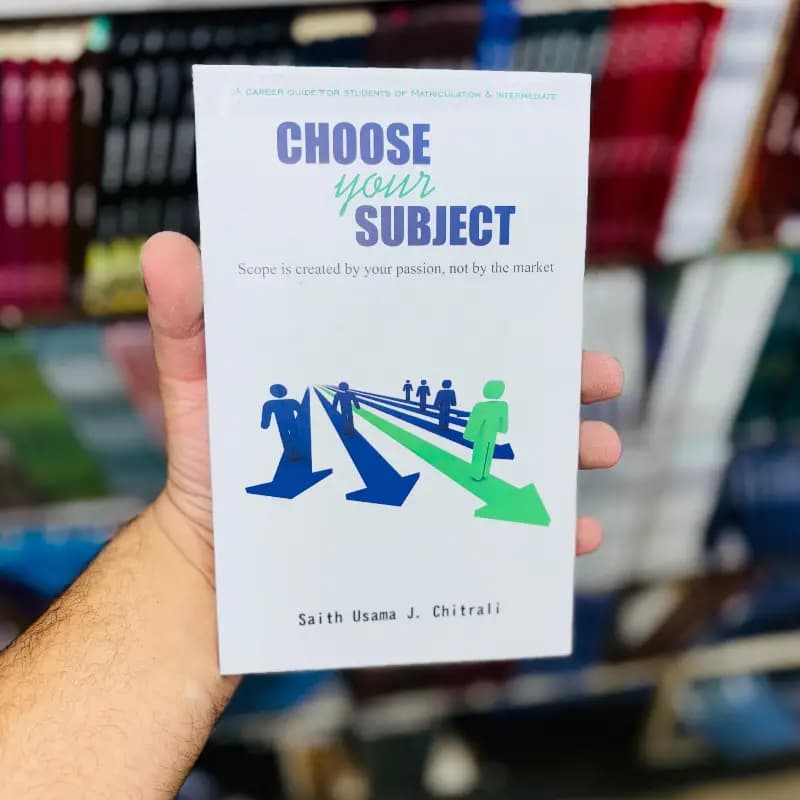 A CAREER GUIDE FOR STUDENTS OF MATRICULATION & INTERMEDIATE
CHOOSE
your
SUBJECT
Scope is created by your passion, not by the market
Saith Usama J. Chitrali